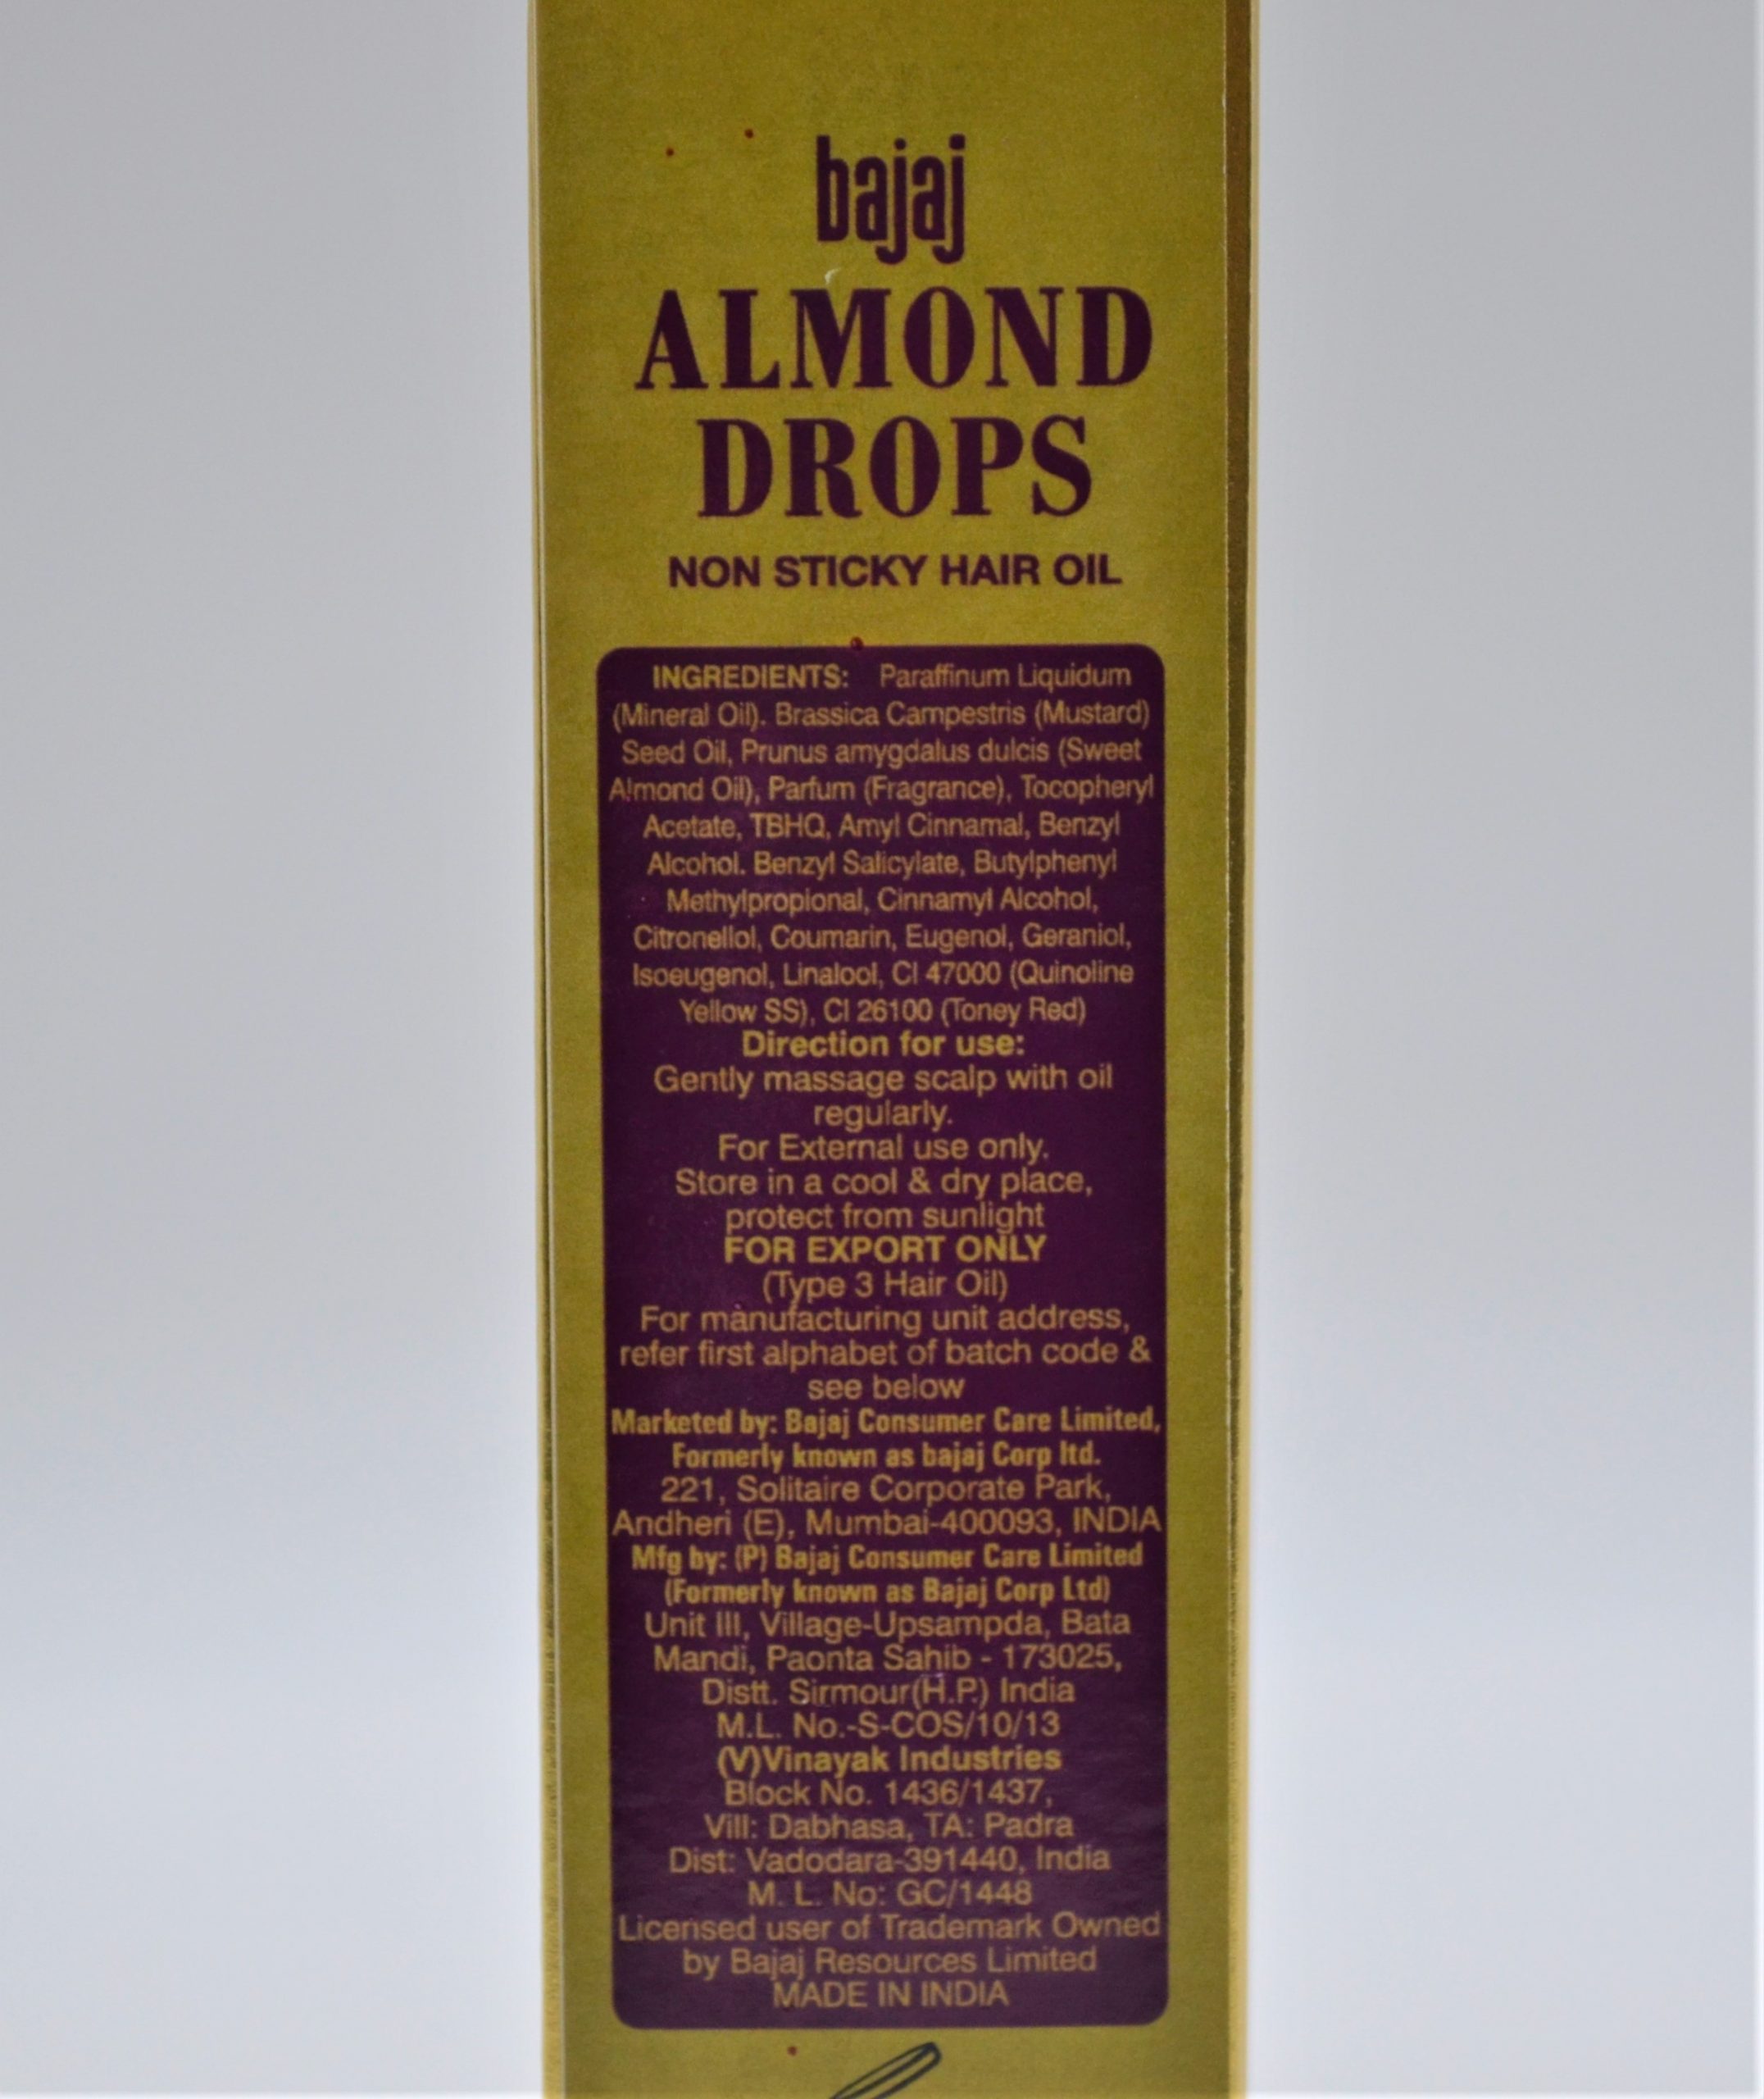 bajaj
ALMOND
DROPS
NON STICKY HAIR OIL
INGREDIENTS: Paraffinum Liquidum
(Mineral Oil). Brassica Campestris (Mustard)
Seed Oil, Prunus amygdalus dulcis (Sweet
Almond Oil), Parfum (Fragrance), Tocopheryl
Acetate, TBHQ, Amyl Cinnamal, Benzyl
Alcohol. Benzyl Salicylate, Butylphenyl
Methylpropional, Cinnamyl Alcohol,
Citronellol, Coumarin, Eugenol, Geraniol,
Isoeugenol, Linalool, CI 47000 (Quinoline
Yellow SS), CI 26100 (Toney Red)
Direction for use:
Gently massage scalp with oil
regularly.
For External use only.
Store in a cool & dry place,
protect from sunlight
FOR EXPORT ONLY
(Type 3 Hair Oil)
For manufacturing unit address,
refer first alphabet of batch code &
see below
Marketed by: Bajaj Consumer Care Limited,
Formerly known as bajaj Corp ltd.
221, Solitaire Corporate Park,
Andheri (E), Mumbai-400093, INDIA
Mfg by: (P) Bajaj Consumer Care Limited
(Formerly known as Bajaj Corp Ltd)
Unit III, Village-Upsampda, Bata
Mandi, Paonta Sahib - 173025,
Distt. Sirmour(H.P.) India
M.L. No.-S-COS/10/13
(V)Vinayak Industries
Block No. 1436/1437,
Vill: Dabhasa, TA: Padra
Dist: Vadodara-391440, India
M. L. No: GC/1448
Licensed user of Trademark Owned
by Bajaj Resources Limited
MADE IN INDIA